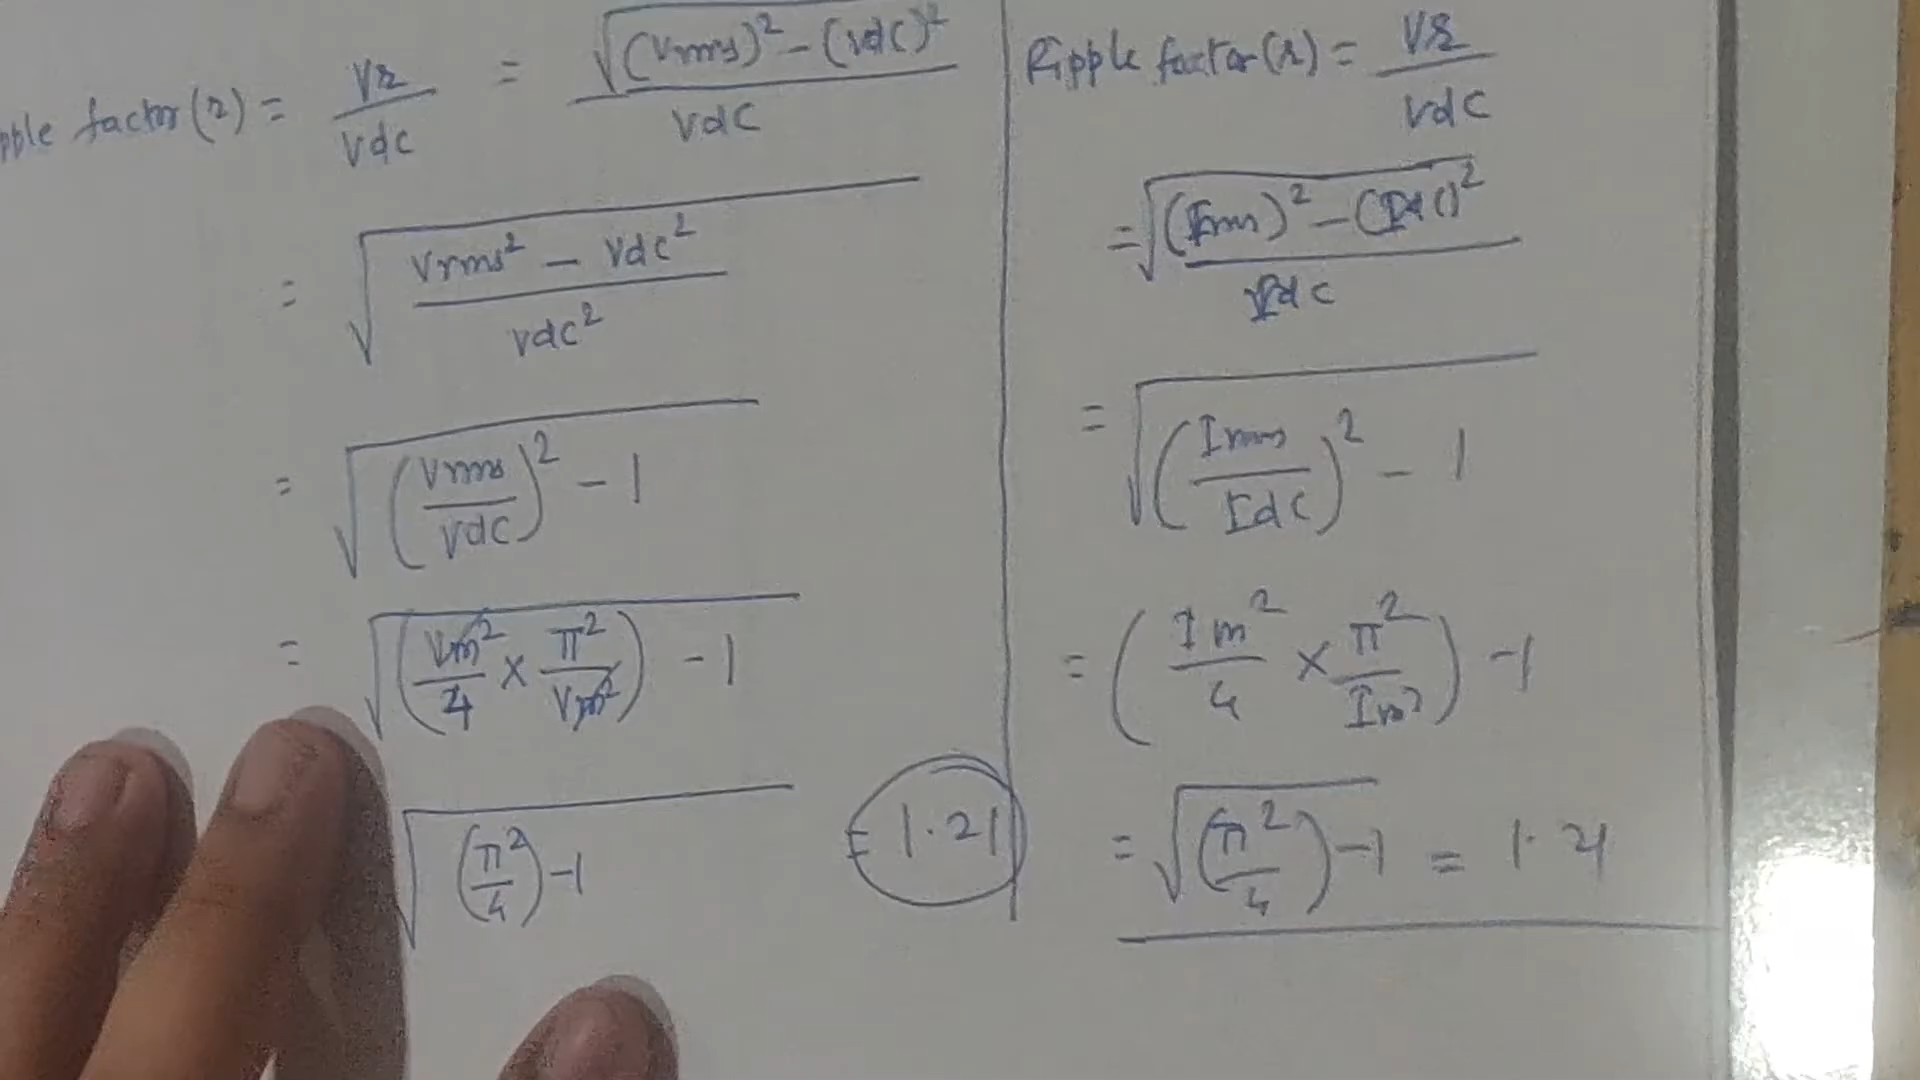 pple factor(r) = Vr/Vdc = √((Vrms)² - (Vdc)²)/Vdc
= √((Vrms² - Vdc²)/Vdc²)
= √((Vrms/Vdc)² - 1)
= √((Vm²/4 × π²/Vm²) - 1)
√((π²/4) - 1) = 1.21
Ripple factor(r) = Vr/Vdc
= √((Irms)² - (Idc)²)/Idc
= √((Irms/Idc)² - 1)
= (Im²/4 × π²/Im²) - 1
= √((π²/4) - 1) = 1.21